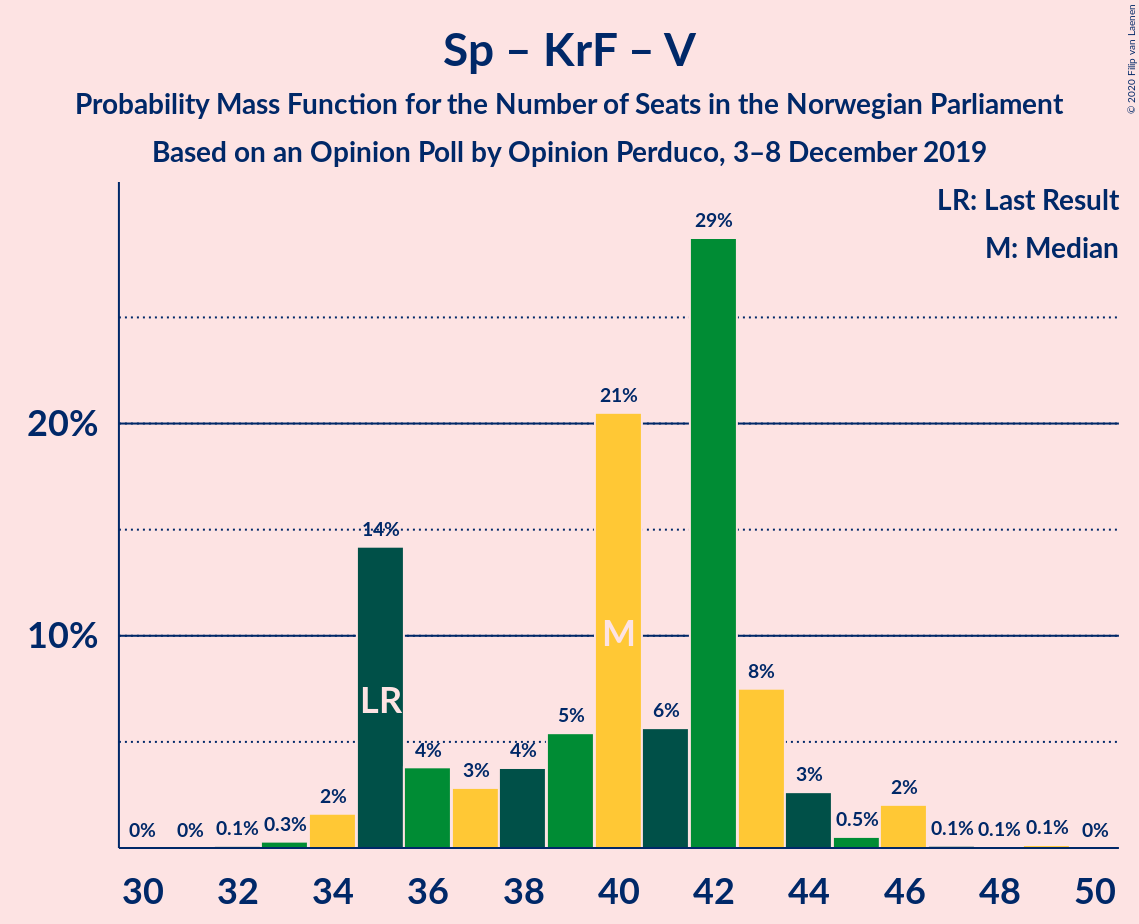 Sp – KrF – V
Probability Mass Function for the Number of Seats in the Norwegian Parliament
Based on an Opinion Poll by Opinion Perduco, 3–8 December 2019
© 2020 Filip van Laenen
LR: Last Result
M: Median
20%
10%
0%
0%
0.1%
0.3%
2%
14%
4%
3%
4%
5%
21%
6%
29%
8%
3%
0.5%
2%
0.1%
0.1%
0.1%
0%
LR
M
30 32 34 36 38 40 42 44 46 48 50